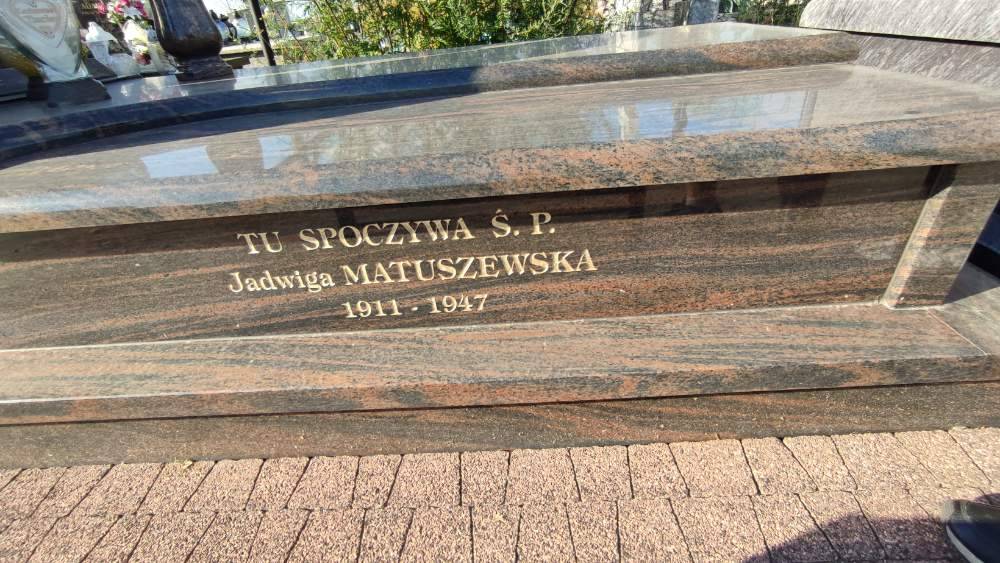 TU SPOCZYWA Ś. P.
Jadwiga MATUSZEWSKA
1911 - 1947